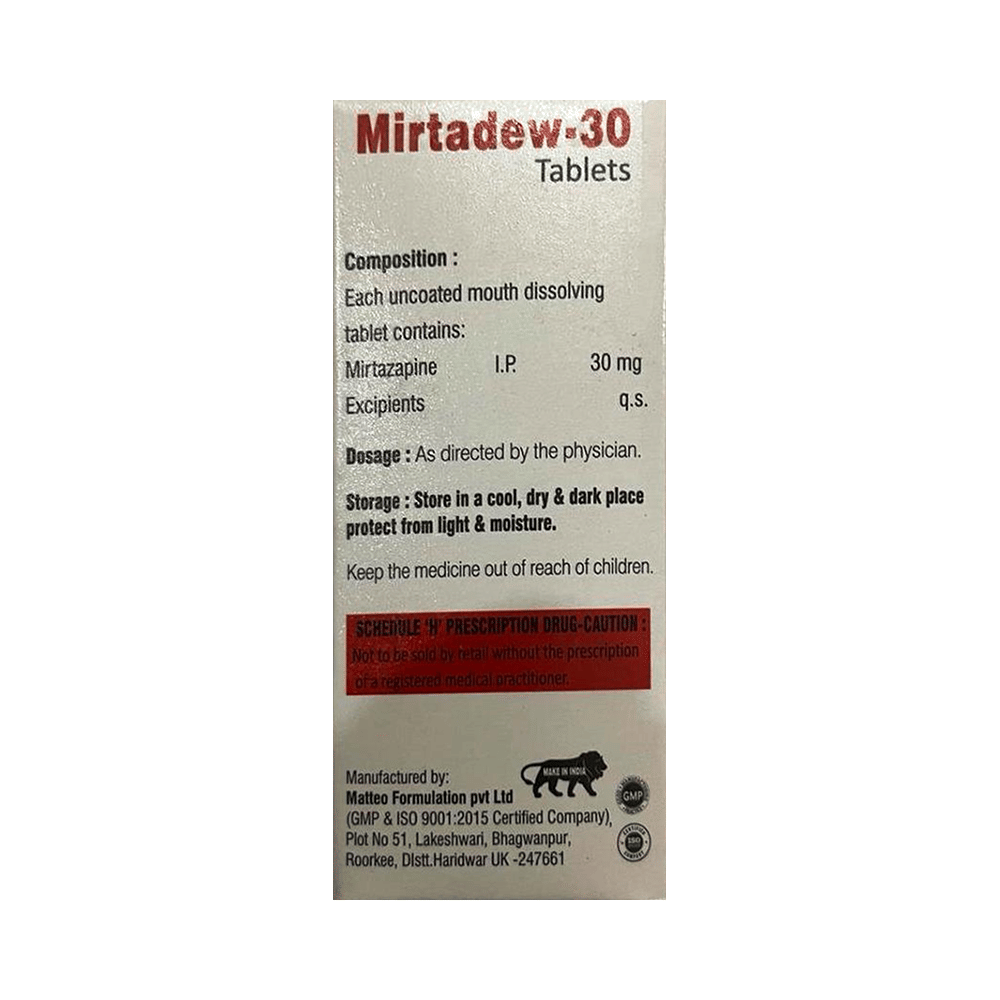 Mirtadew-30
Tablets
Composition :
Each uncoated mouth dissolving
tablet contains:
Mirtazapine I.P. 30 mg
Excipients q.s.
Dosage : As directed by the physician.
Storage : Store in a cool, dry & dark place
protect from light & moisture.
Keep the medicine out of reach of children.
SCHEDULE 'H' PRESCRIPTION DRUG-CAUTION :
Not to be sold by retail without the prescription
of a registered medical practitioner.
Manufactured by:
MAKE IN INDIA
Matteo Formulation pvt Ltd
GMP
(GMP & ISO 9001:2015 Certified Company),
Plot No 51, Lakeshwari, Bhagwanpur,
CERTIFIED
ISO
COMPANY
Roorkee, DIstt.Haridwar UK -247661